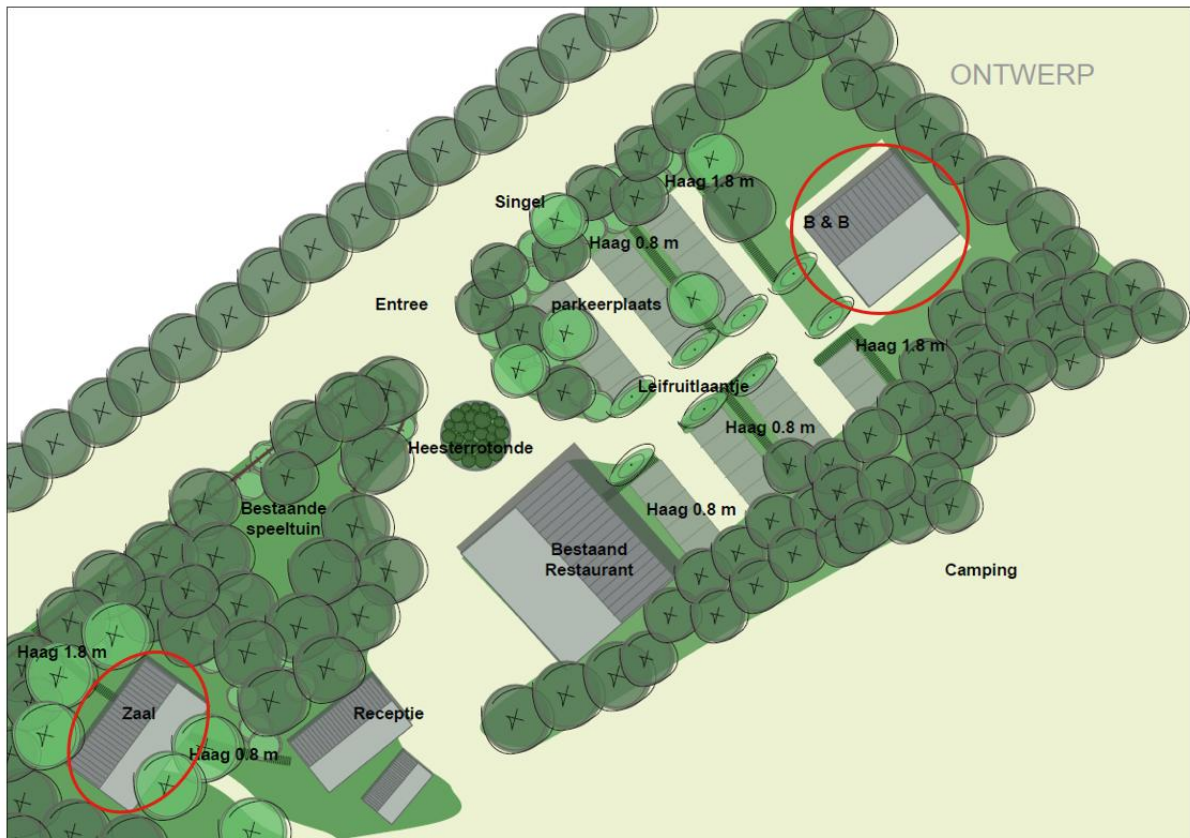 ONTWERP
Haag 1.8 m
Singel
B & B
Haag 0.8 m
Entree
parkeerplaats
Haag 1.8 m
Leifruitlaantje
Haag 0.8 m
Heesterrotonde
Bestaande
speeltuin
Haag 0.8 m
Bestaand
Restaurant
Camping
Haag 1.8 m
Zaal
Receptie
Haag 0.8 m